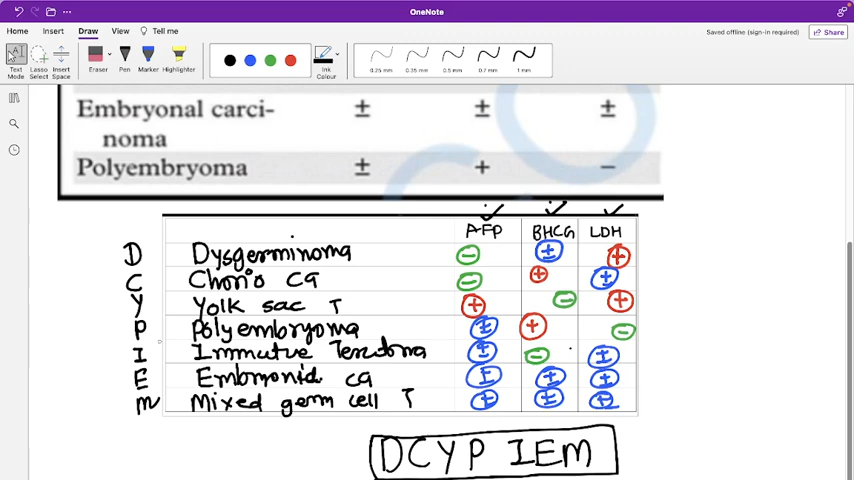 OneNote
Home Insert Draw View Tell me
Saved offline (sign-in required) Share
Text Mode
Lasso Select
Insert Space
Eraser Pen Marker Highlighter
Ink Colour
0.25 mm 0.35 mm 0.5 mm 0.7 mm 1 mm
Embryonal carci-noma ± ± ±
Polyembryoma ± + −
AFP BHCG LDH
D Dysgerminoma − ± +
C Chorio ca − + ±
Y Yolk sac T + − +
P Polyembryoma ± + −
I ± − ±
E ca ± ± ±
M Mixed germ cell T ± ± ±
DCYP IEM